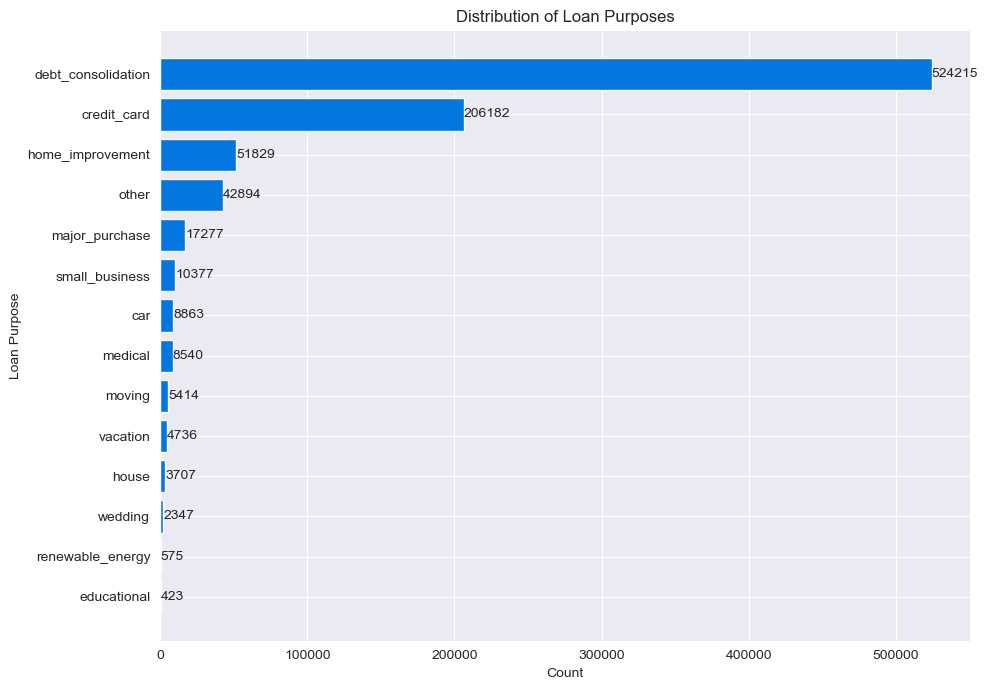 Distribution of Loan Purposes
debt_consolidation 524215
credit_card 206182
home_improvement 51829
other 42894
major_purchase 17277
small_business 10377
car 8863
medical 8540
moving 5414
vacation 4736
house 3707
wedding 2347
renewable_energy 575
educational 423
Loan Purpose
0 100000 200000 300000 400000 500000
Count